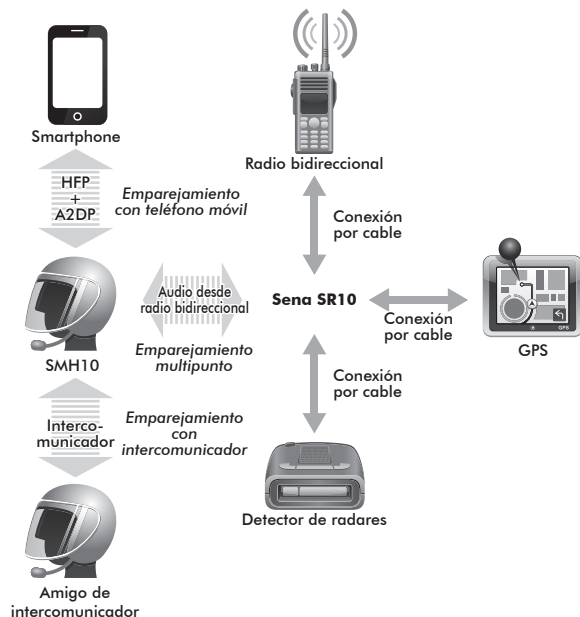 Smartphone
Radio bidireccional
HFP
+
A2DP
Emparejamiento
con teléfono móvil
Conexión
por cable
Audio desde
radio bidireccional
Sena SR10
Conexión
por cable
GPS
GPS
SMH10
Emparejamiento
multipunto
Conexión
por cable
Interco-
municador
Emparejamiento
con
intercomunicador
Detector de radares
Amigo de
intercomunicador